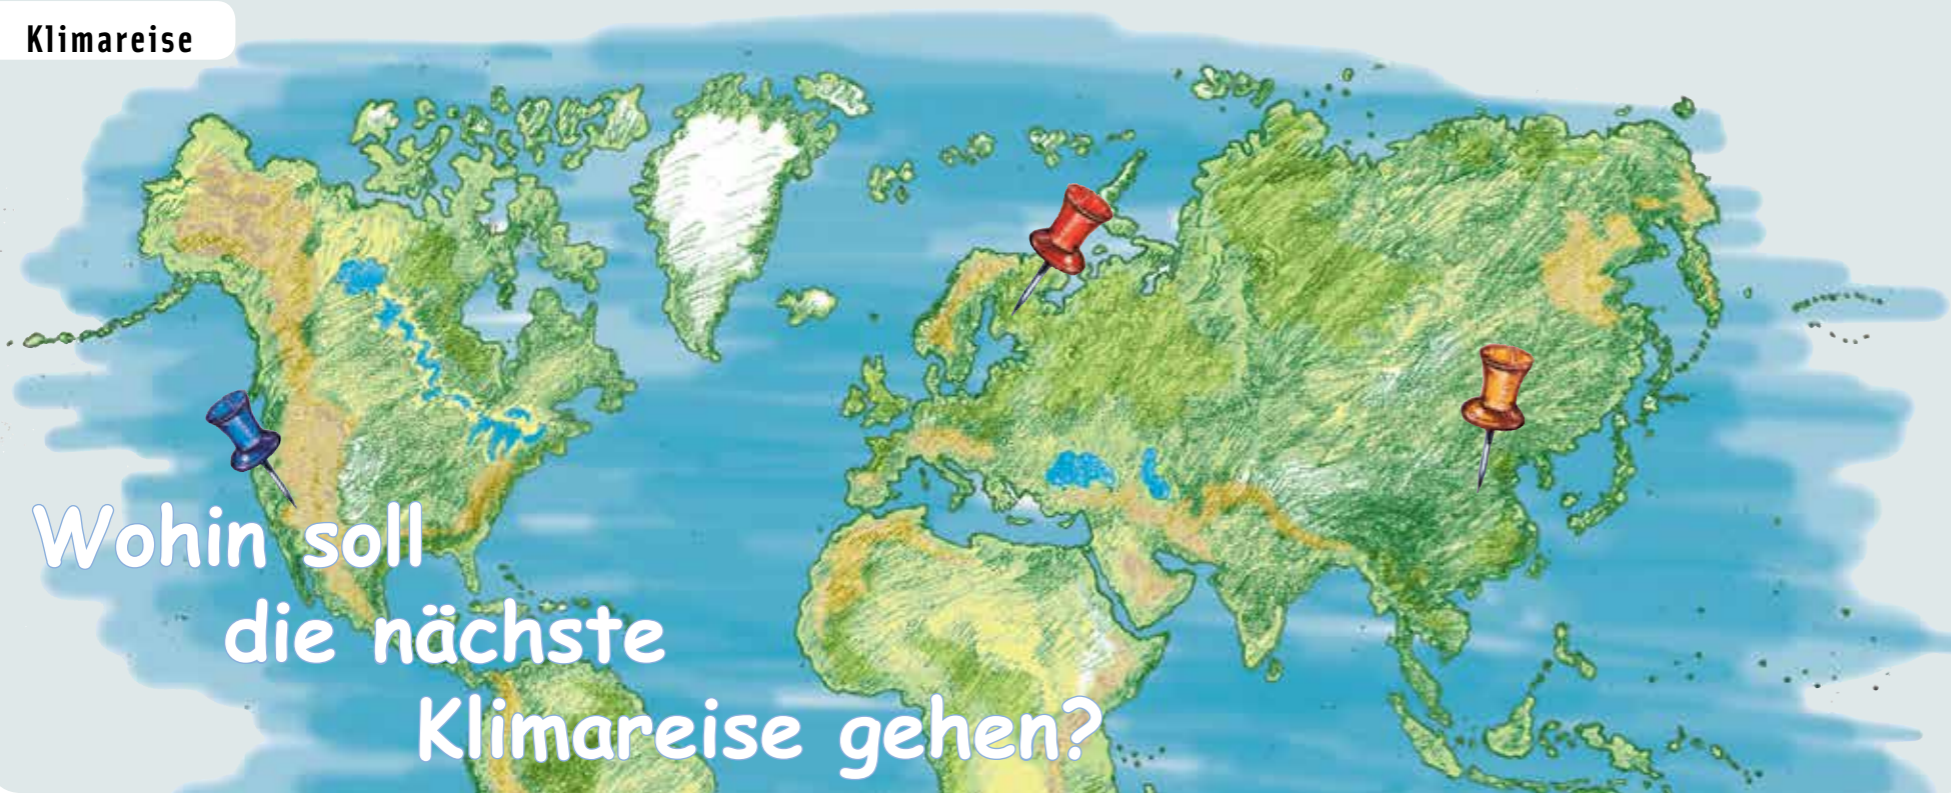 Klimareise
Wohin soll
die nächste
Klimareise gehen?